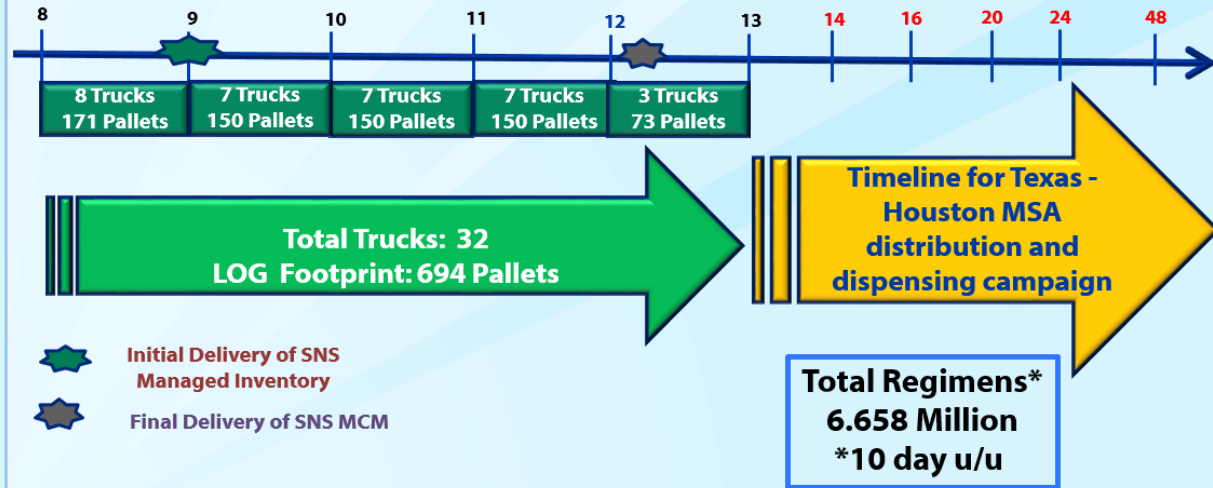 8 9 10 11 12 13 14 16 20 24 48
8 Trucks
171 Pallets
7 Trucks
150 Pallets
7 Trucks
150 Pallets
7 Trucks
150 Pallets
3 Trucks
73 Pallets
Total Trucks: 32
LOG Footprint: 694 Pallets
Timeline for Texas -
Houston MSA
distribution and
dispensing campaign
Initial Delivery of SNS
Managed Inventory
Final Delivery of SNS MCM
Total Regimens*
6.658 Million
*10 day u/u